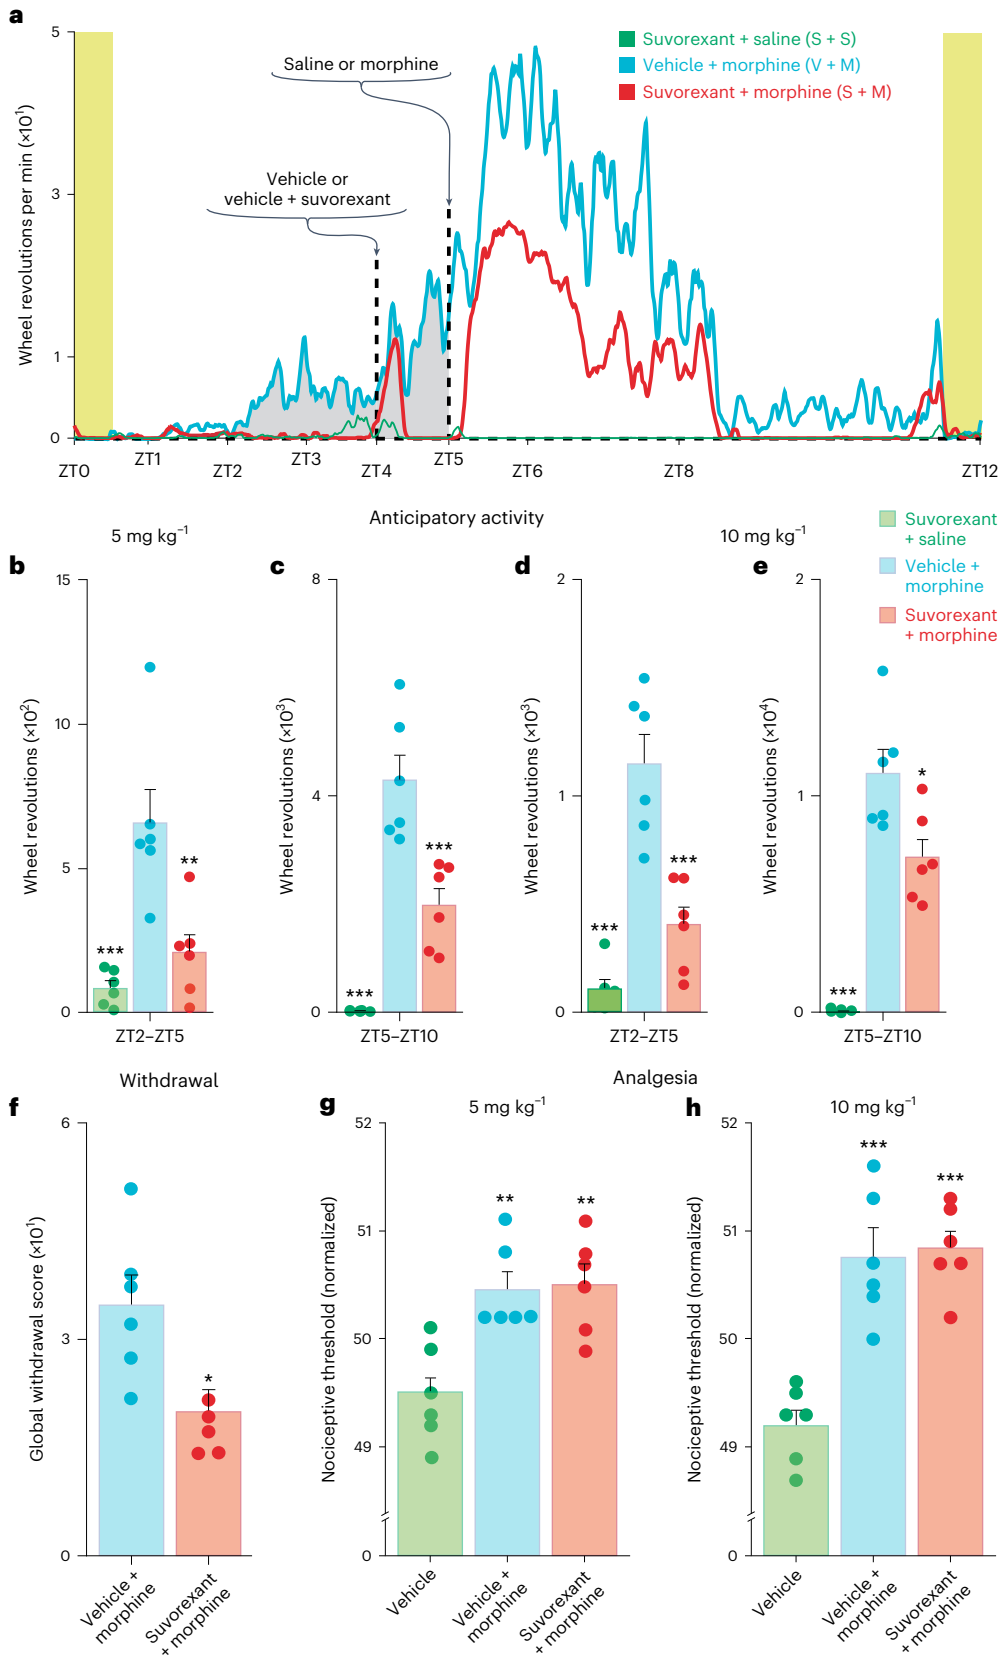 a
5
3
1
0
Wheel revolutions per min (×10¹)
Saline or morphine
Vehicle or
vehicle + suvorexant
Suvorexant + saline (S + S)
Vehicle + morphine (V + M)
Suvorexant + morphine (S + M)
ZT0
ZT1
ZT2
ZT3
ZT4
ZT5
ZT6
ZT8
ZT12
Anticipatory activity
5 mg kg⁻¹
10 mg kg⁻¹
Suvorexant
+ saline
Vehicle +
morphine
Suvorexant
+ morphine
b
15
10
5
0
Wheel revolutions (×10²)
***
**
ZT2–ZT5
c
8
4
0
Wheel revolutions (×10³)
***
***
ZT5–ZT10
d
2
1
0
Wheel revolutions (×10³)
***
***
ZT2–ZT5
e
2
1
0
Wheel revolutions (×10⁴)
***
*
ZT5–ZT10
Withdrawal
Analgesia
f
6
3
0
Global withdrawal score (×10¹)
*
Vehicle +
morphine
Suvorexant
+ morphine
g
5 mg kg⁻¹
52
51
50
49
0
Nociceptive threshold (normalized)
**
**
Vehicle
Vehicle +
morphine
Suvorexant
+ morphine
h
10 mg kg⁻¹
52
51
50
49
0
Nociceptive threshold (normalized)
***
***
Vehicle
Vehicle +
morphine
Suvorexant
+ morphine